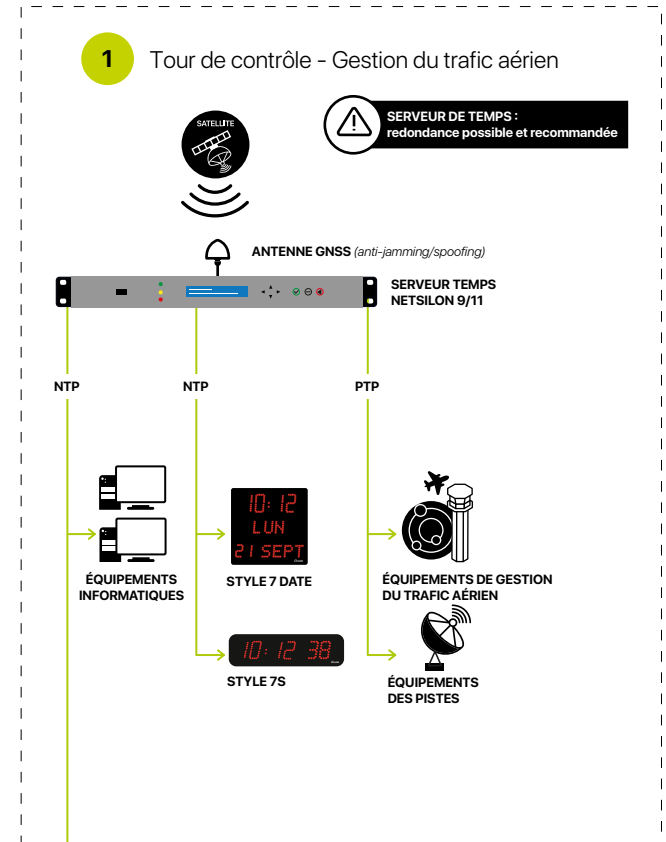 1
Tour de contrôle - Gestion du trafic aérien
SATELLITE
SERVEUR DE TEMPS :
redondance possible et recommandée
ANTENNE GNSS (anti-jamming/spoofing)
SERVEUR TEMPS
NETSILON 9/11
NTP
NTP
PTP
10:12
LUN
21 SEPT
ÉQUIPEMENTS
INFORMATIQUES
STYLE 7 DATE
ÉQUIPEMENTS DE GESTION
DU TRAFIC AÉRIEN
10:12 38
STYLE 7S
ÉQUIPEMENTS
DES PISTES